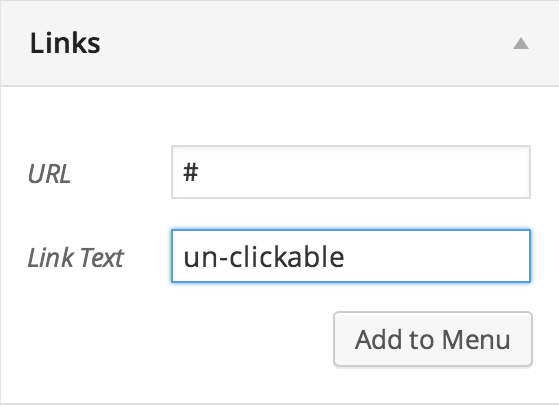 Links
URL
#
Link Text
un-clickable
Add to Menu